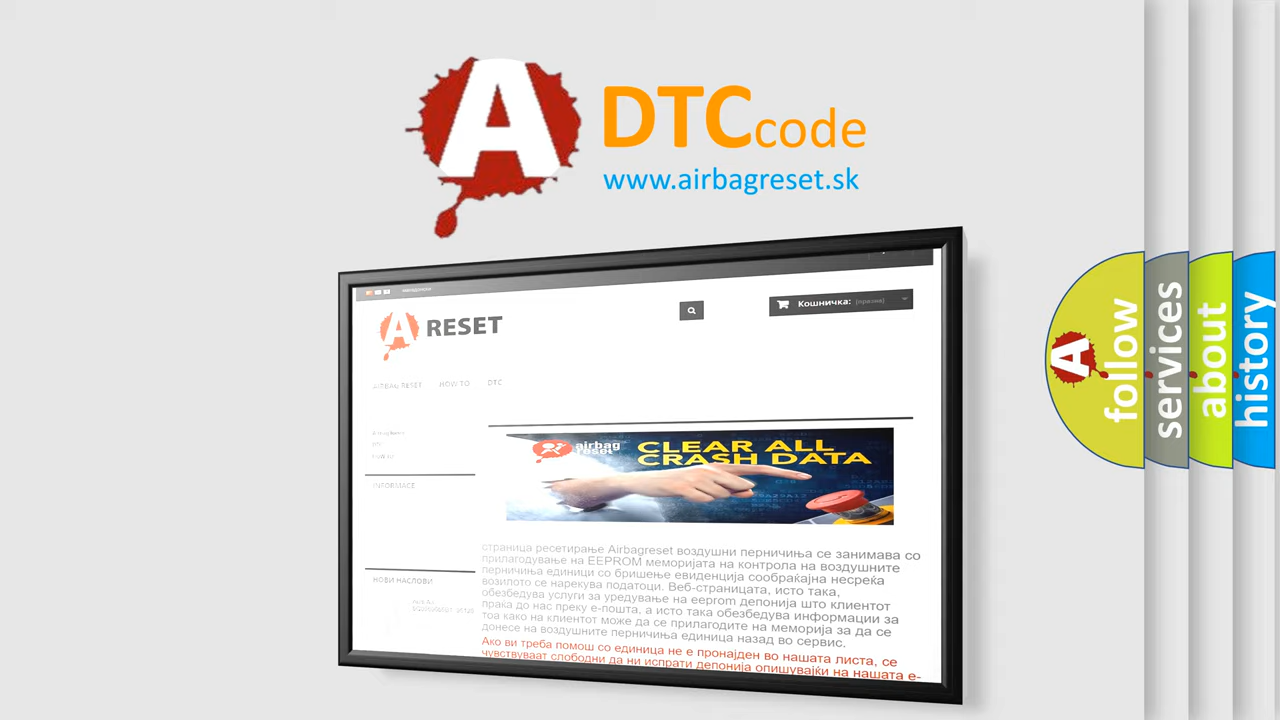 A
DTCcode
www.airbagreset.sk
Кошничка: (празна)
A RESET
AIRBAG RESET HOW TO DTC
INFORMACE
airbag
reset
CLEAR ALL
CRASH DATA
страница ресетирање Airbagreset воздушни перничиња се занимава со
прилагодување на EEPROM меморијата на контрола на воздушните
перничиња единици со бришење евиденција сообраќајна несреќа
возилото се нарекува податоци. Веб-страницата, исто така,
обезбедува услуги за уредување на eeprom депонија што клиентот
праќа до нас преку е-пошта, а исто така обезбедува информации за
тоа како на клиентот може да се прилагодите на меморија за да се
донесе на воздушните перничиња единица назад во сервис.
Ако ви треба помош со единица не е пронајден во нашата листа, се
чувствуваат слободни да ни испрати депонија опишувајќи на нашата е-
НОВИ НАСЛОВИ
A
follow
services
about
history